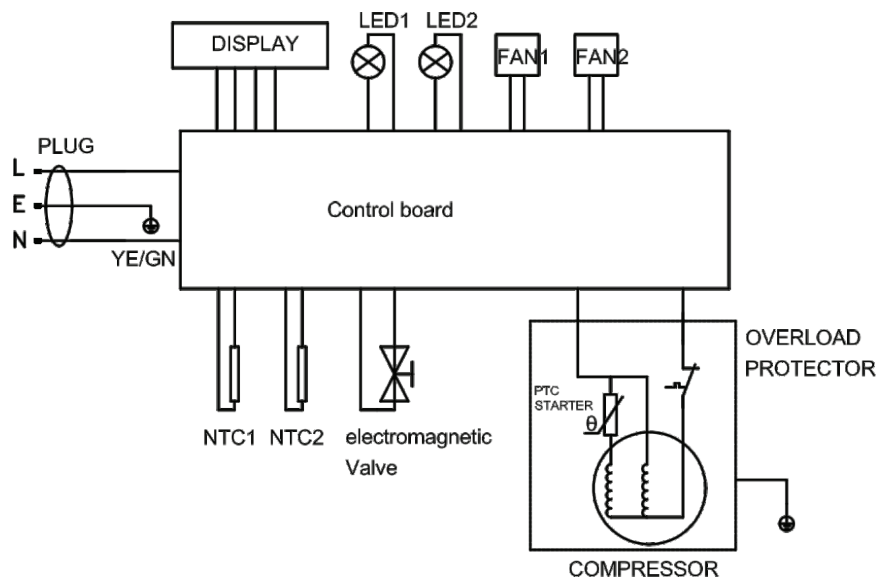 LED1
LED2
DISPLAY
FAN1
FAN2
PLUG
L
E
N
YE/GN
Control board
OVERLOAD
PROTECTOR
PTC
STARTER
θ
NTC1
NTC2
electromagnetic
Valve
COMPRESSOR